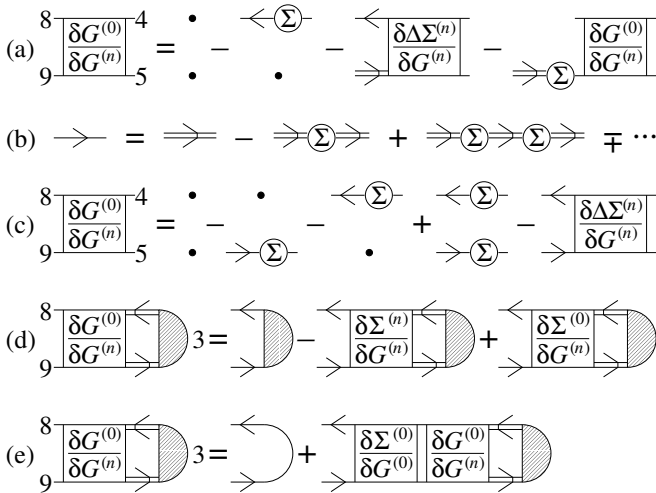 (a) 8 9 δG⁽⁰⁾/δG⁽ⁿ⁾ 4 5 = • • − Σ • − δΔΣ⁽ⁿ⁾/δG⁽ⁿ⁾ − Σ δG⁽⁰⁾/δG⁽ⁿ⁾
(b) = − Σ + Σ Σ ∓ ···
(c) 8 9 δG⁽⁰⁾/δG⁽ⁿ⁾ 4 5 = • • − • Σ − Σ • + Σ Σ − δΔΣ⁽ⁿ⁾/δG⁽ⁿ⁾
(d) 8 9 δG⁽⁰⁾/δG⁽ⁿ⁾ 3 = − δΣ⁽ⁿ⁾/δG⁽ⁿ⁾ + δΣ⁽⁰⁾/δG⁽ⁿ⁾
(e) 8 9 δG⁽⁰⁾/δG⁽ⁿ⁾ 3 = + δΣ⁽⁰⁾/δG⁽⁰⁾ δG⁽⁰⁾/δG⁽ⁿ⁾